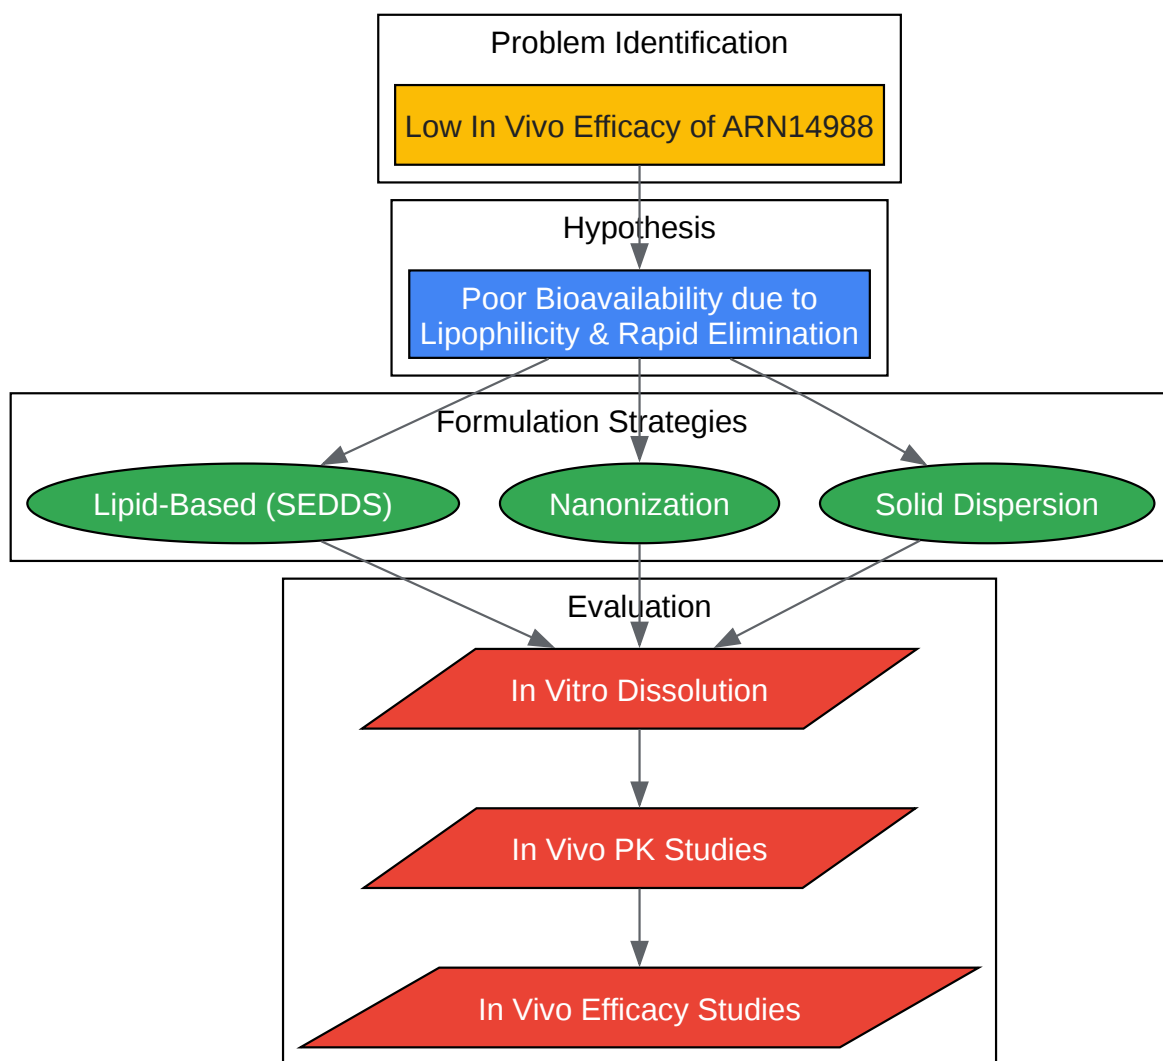 Problem Identification
Low In Vivo Efficacy of ARN14988
Hypothesis
Poor Bioavailability due to
Lipophilicity & Rapid Elimination
Formulation Strategies
Lipid-Based (SEDDS)
Nanonization
Solid Dispersion
Evaluation
In Vitro Dissolution
In Vivo PK Studies
In Vivo Efficacy Studies